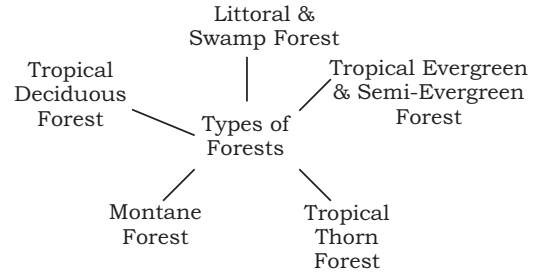 Littoral &
Swamp Forest
Tropical
Deciduous
Forest
Tropical Evergreen
& Semi-Evergreen
Forest
Types of
Forests
Montane
Forest
Tropical
Thorn
Forest